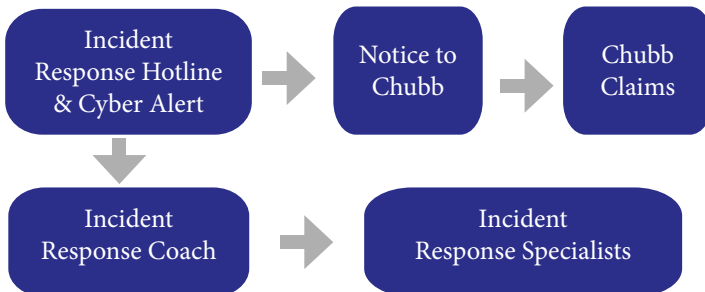 Incident
Response Hotline
& Cyber Alert
Notice to
Chubb
Chubb
Claims
Incident
Response Coach
Incident
Response Specialists